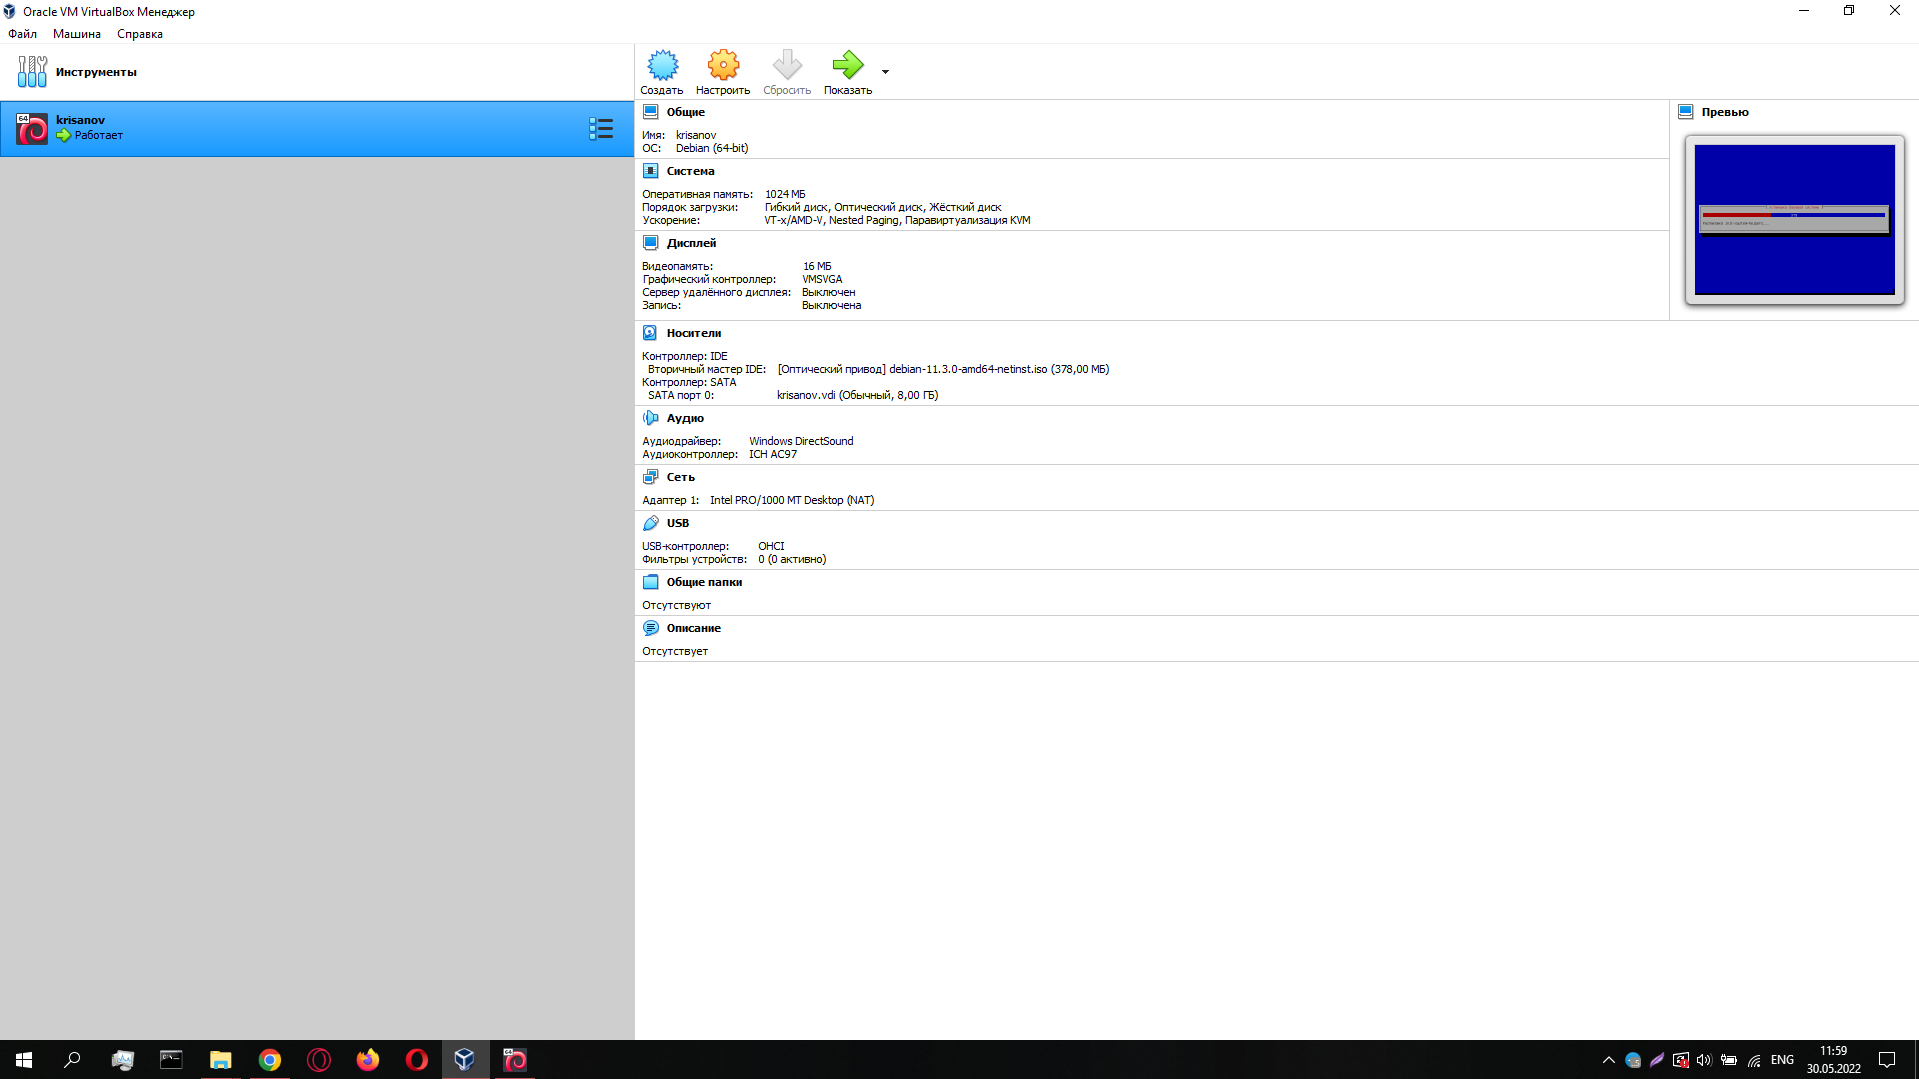 Oracle VM VirtualBox Менеджер
Файл Машина Справка
Инструменты
64
krisanov
Работает
Создать Настроить Сбросить Показать
Общие
Имя: krisanov
ОС: Debian (64-bit)
Система
Оперативная память: 1024 МБ
Порядок загрузки: Гибкий диск, Оптический диск, Жёсткий диск
Ускорение: VT-x/AMD-V, Nested Paging, Паравиртуализация KVM
Дисплей
Видеопамять: 16 МБ
Графический контроллер: VMSVGA
Сервер удалённого дисплея: Выключен
Запись: Выключена
Превью
Носители
Контроллер: IDE
Вторичный мастер IDE: [Оптический привод] debian-11.3.0-amd64-netinst.iso (378,00 МБ)
Контроллер: SATA
SATA порт 0: krisanov.vdi (Обычный, 8,00 ГБ)
Аудио
Аудиодрайвер: Windows DirectSound
Аудиоконтроллер: ICH AC97
Сеть
Адаптер 1: Intel PRO/1000 MT Desktop (NAT)
USB
USB-контроллер: OHCI
Фильтры устройств: 0 (0 активно)
Общие папки
Отсутствуют
Описание
Отсутствует
64
ENG
11:59
30.05.2022